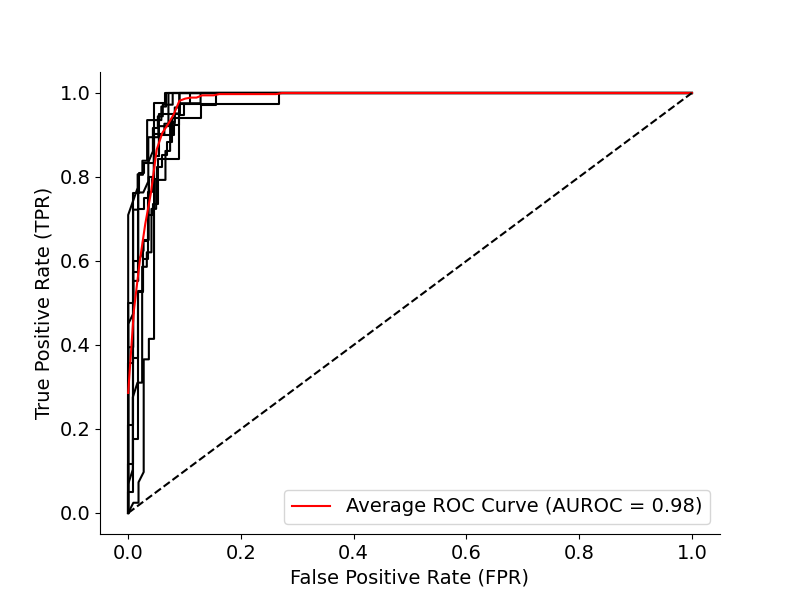 True Positive Rate (TPR)
1.0
0.8
0.6
0.4
0.2
0.0
Average ROC Curve (AUROC = 0.98)
0.0 0.2 0.4 0.6 0.8 1.0
False Positive Rate (FPR)